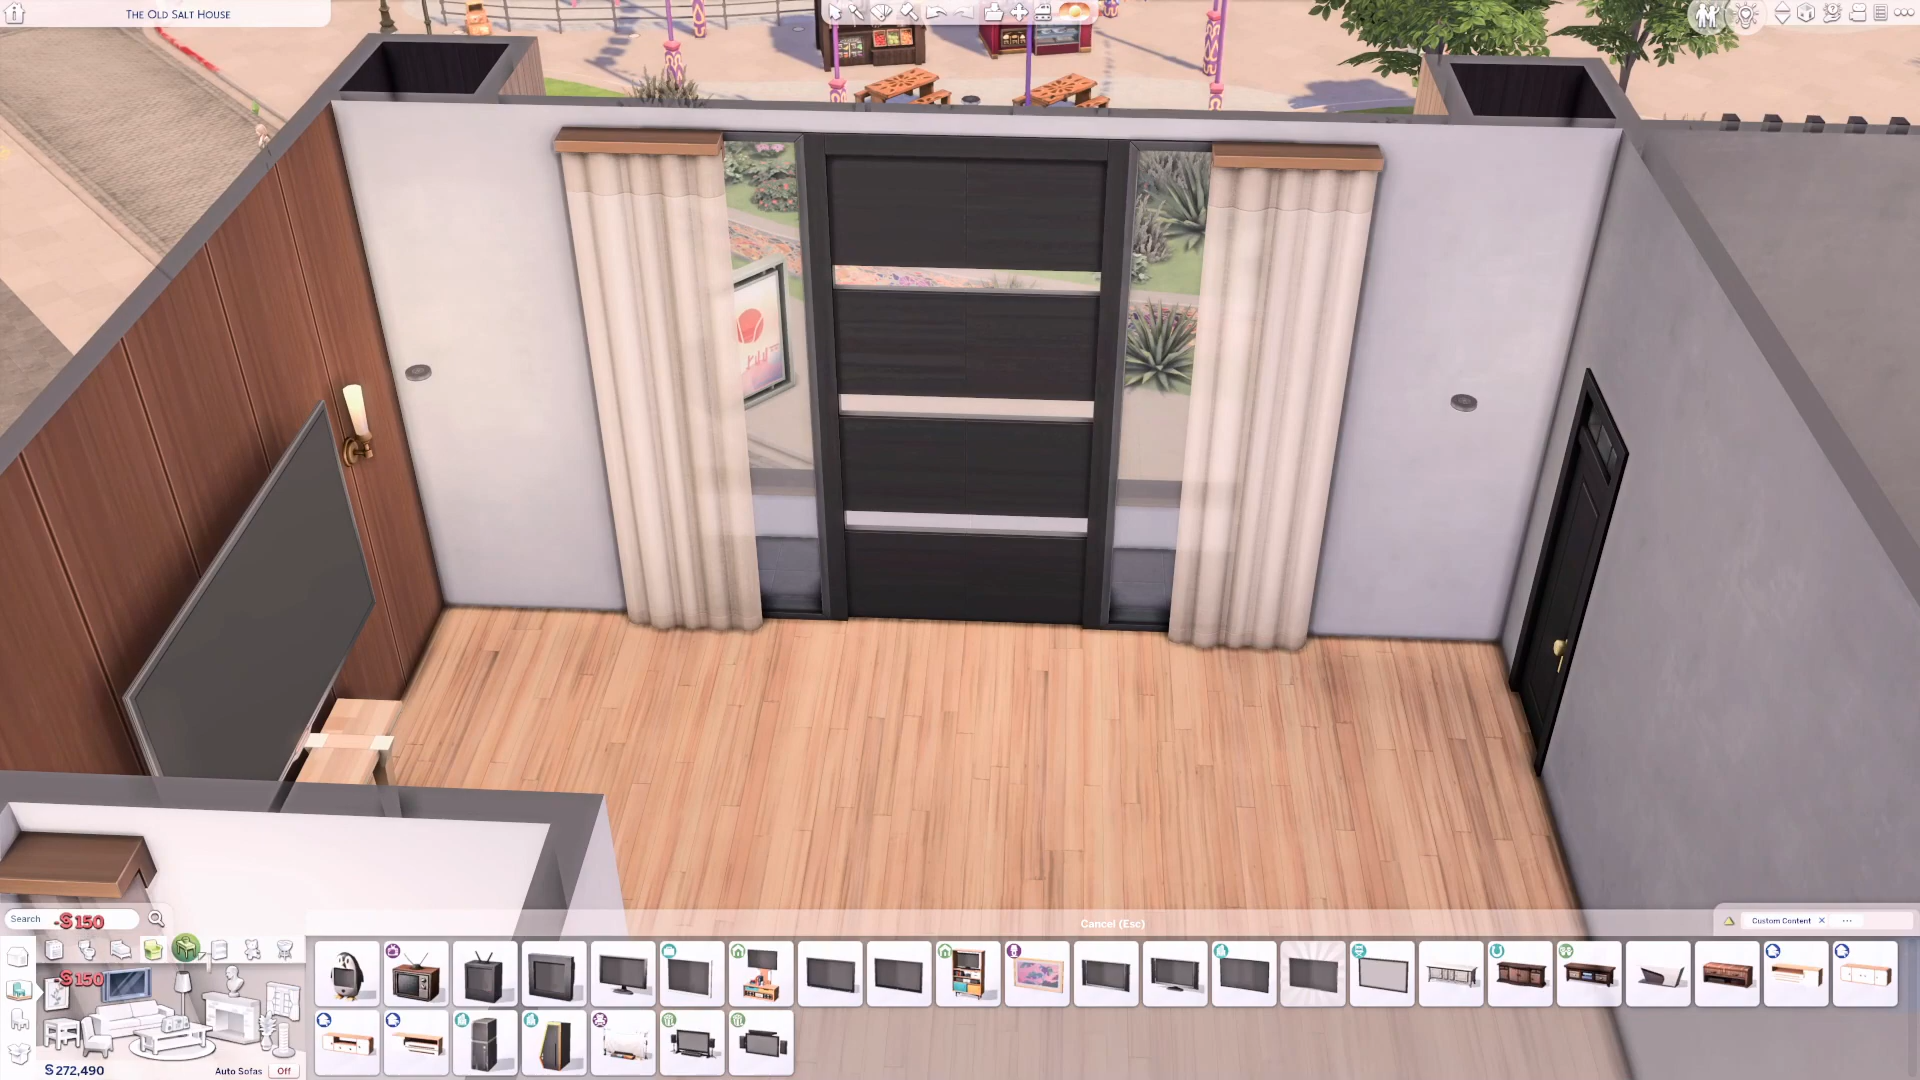 THE OLD SALT HOUSE
Cancel (Esc)
Search
-§150
-§150
Custom Content
§272,490
Auto Sofas
Off